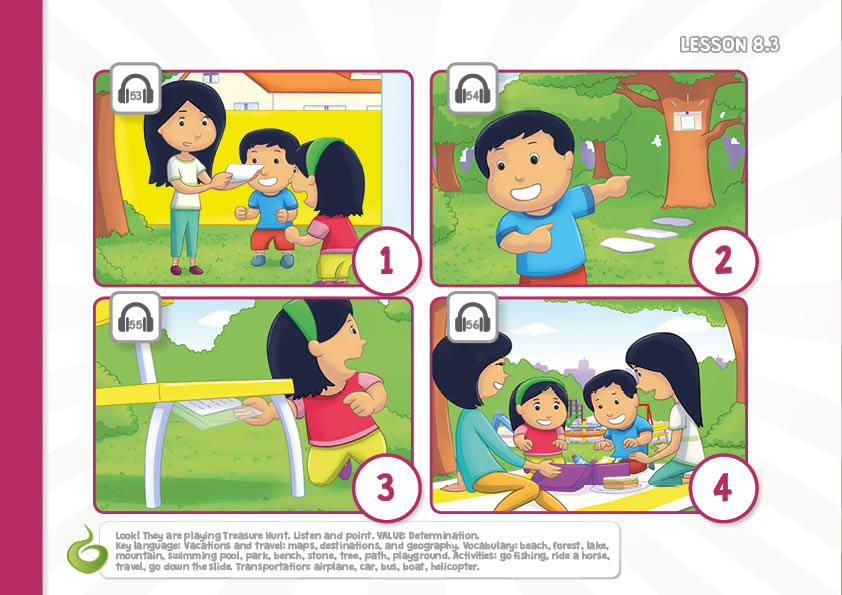 LESSON 8.3
53
54
1
2
55
56
3
4
Look! They are playing Treasure Hunt. Listen and point. VALUE: Determination.
Key language: Vacations and travel: maps, destinations, and geography. Vocabulary: beach, forest, lake,
mountain, swimming pool, park, bench, stone, tree, path, playground. Activities: go fishing, ride a horse,
travel, go down the slide. Transportation: airplane, car, bus, boat, helicopter.